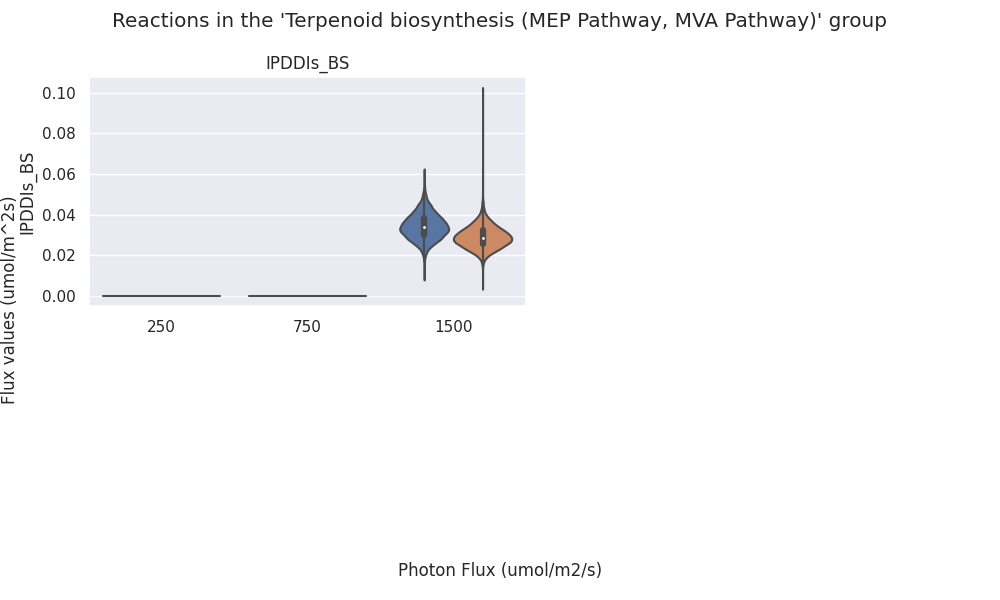 Reactions in the 'Terpenoid biosynthesis (MEP Pathway, MVA Pathway)' group
IPDDIs_BS
0.10
0.08
0.06
0.04
0.02
0.00
IPDDIs_BS
Flux values (umol/m^2s)
250
750
1500
Photon Flux (umol/m2/s)